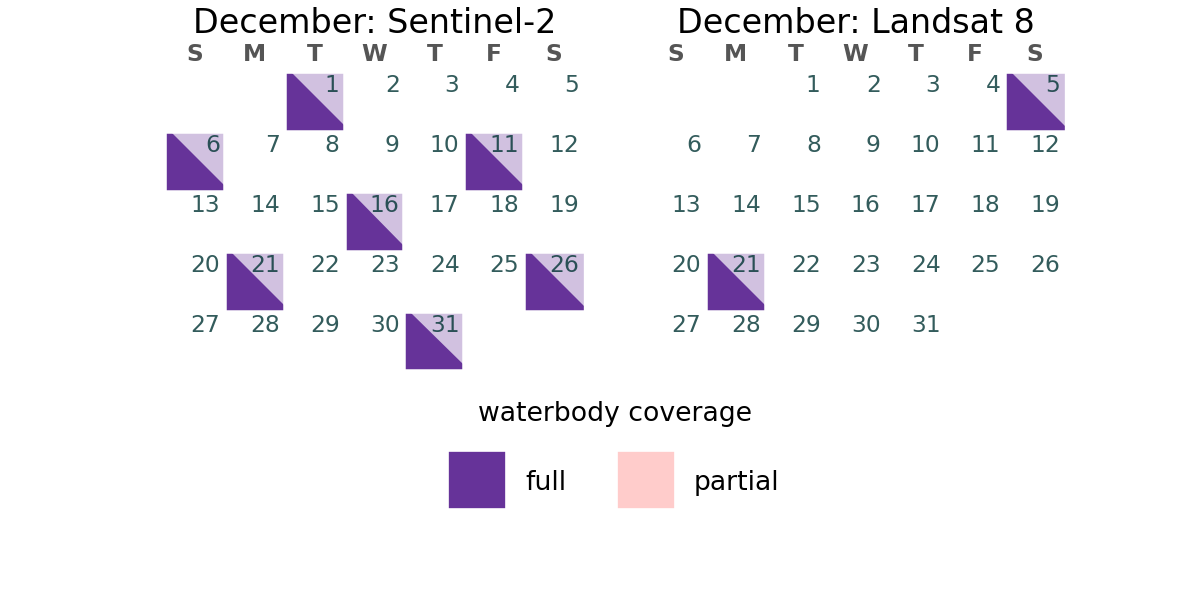 December: Sentinel-2
S M T W T F S
1 2 3 4 5
6 7 8 9 10 11 12
13 14 15 16 17 18 19
20 21 22 23 24 25 26
27 28 29 30 31
December: Landsat 8
S M T W T F S
1 2 3 4 5
6 7 8 9 10 11 12
13 14 15 16 17 18 19
20 21 22 23 24 25 26
27 28 29 30 31
waterbody coverage
full partial